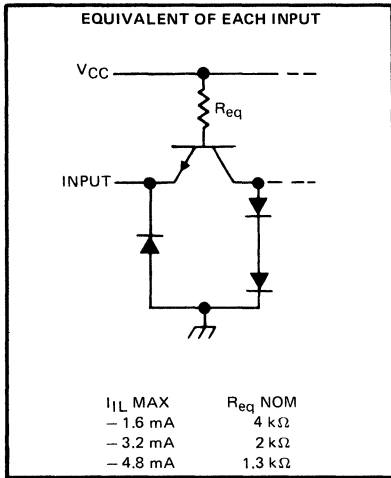 EQUIVALENT OF EACH INPUT
VCC
Req
INPUT
IIL MAX Req NOM
– 1.6 mA 4 kΩ
– 3.2 mA 2 kΩ
– 4.8 mA 1.3 kΩ